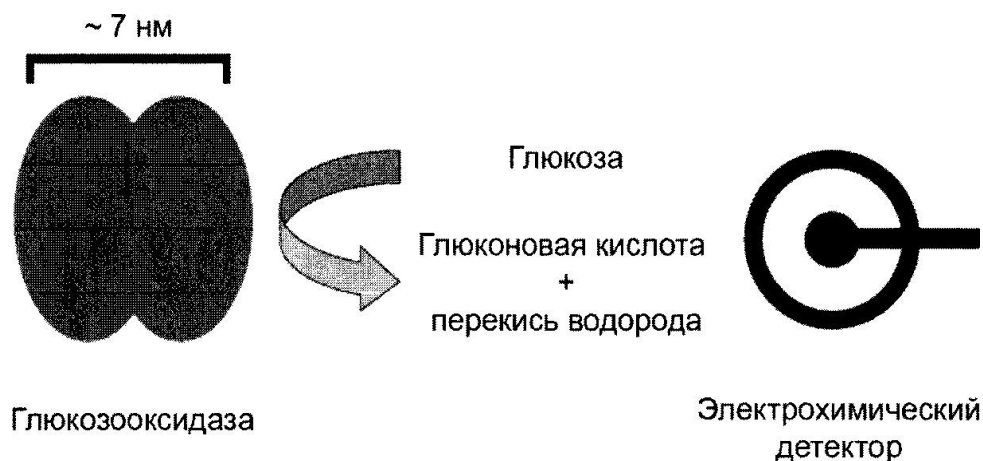 ~ 7 нм
Глюкоза
Глюконовая кислота
+
перекись водорода
Глюкозооксидаза
Электрохимический
детектор